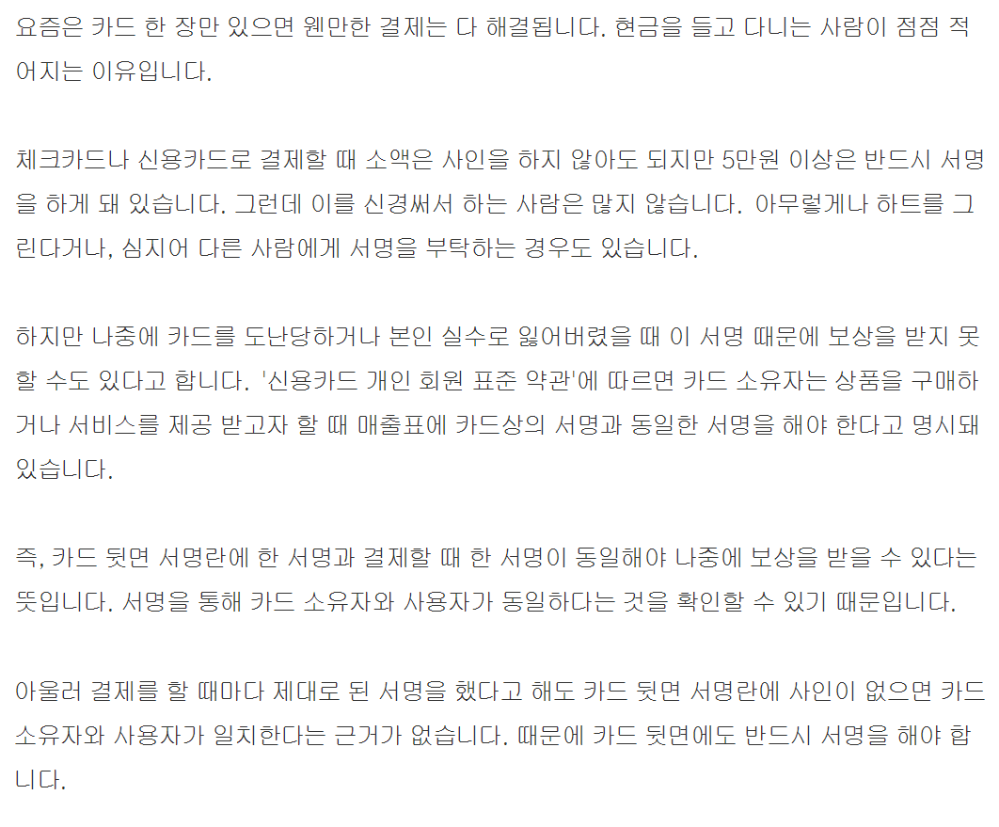 요즘은 카드 한 장만 있으면 웬만한 결제는 다 해결됩니다. 현금을 들고 다니는 사람이 점점 적
어지는 이유입니다.
체크카드나 신용카드로 결제할 때 소액은 사인을 하지 않아도 되지만 5만원 이상은 반드시 서명
을 하게 돼 있습니다. 그런데 이를 신경써서 하는 사람은 많지 않습니다. 아무렇게나 하트를 그
린다거나, 심지어 다른 사람에게 서명을 부탁하는 경우도 있습니다.
하지만 나중에 카드를 도난당하거나 본인 실수로 잃어버렸을 때 이 서명 때문에 보상을 받지 못
할 수도 있다고 합니다. '신용카드 개인 회원 표준 약관'에 따르면 카드 소유자는 상품을 구매하
거나 서비스를 제공 받고자 할 때 매출표에 카드상의 서명과 동일한 서명을 해야 한다고 명시돼
있습니다.
즉, 카드 뒷면 서명란에 한 서명과 결제할 때 한 서명이 동일해야 나중에 보상을 받을 수 있다는
뜻입니다. 서명을 통해 카드 소유자와 사용자가 동일하다는 것을 확인할 수 있기 때문입니다.
아울러 결제를 할 때마다 제대로 된 서명을 했다고 해도 카드 뒷면 서명란에 사인이 없으면 카드
소유자와 사용자가 일치한다는 근거가 없습니다. 때문에 카드 뒷면에도 반드시 서명을 해야 합
니다.